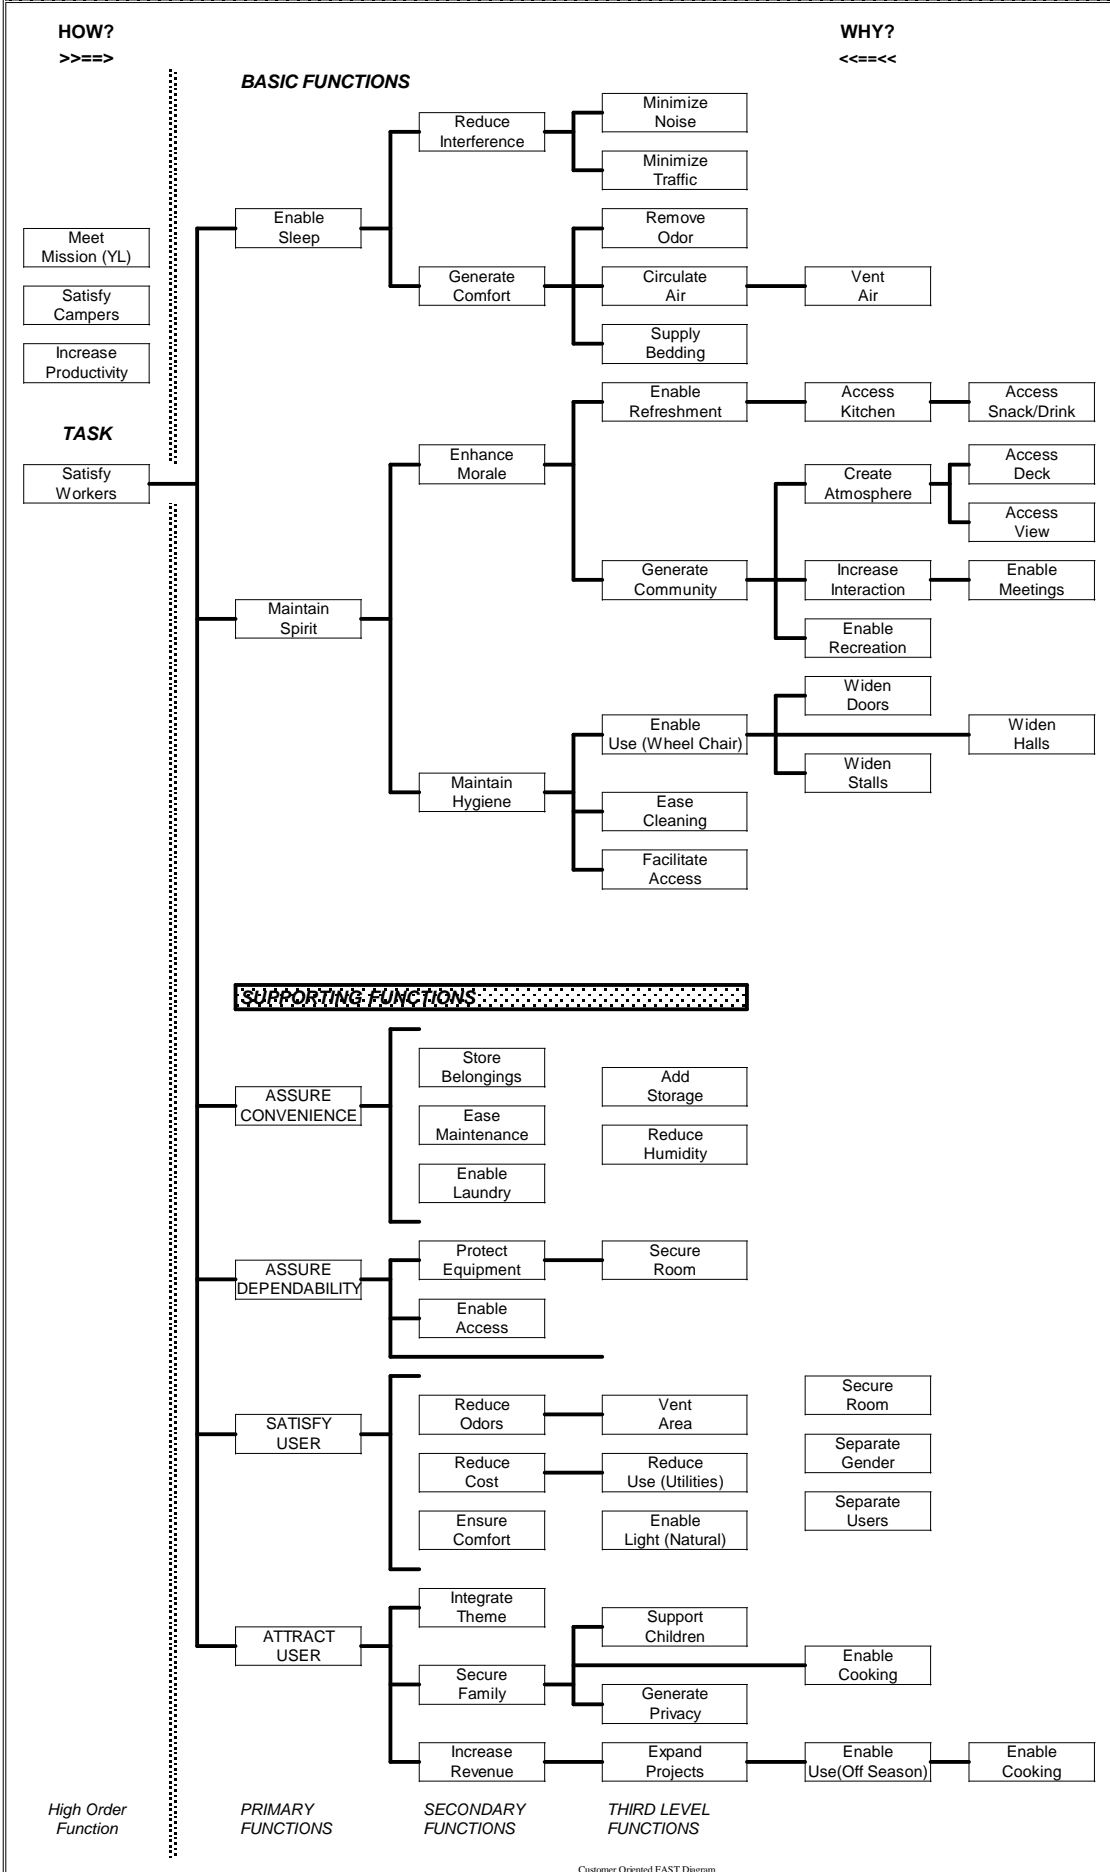 HOW?
WHY?
>>==>
<<==<<
BASIC FUNCTIONS
Minimize
Noise
Reduce
Interference
Minimize
Traffic
Enable
Sleep
Remove
Odor
Meet
Mission (YL)
Generate
Comfort
Circulate
Air
Vent
Air
Satisfy
Campers
Supply
Bedding
Increase
Productivity
Enable
Refreshment
Access
Kitchen
Access
Snack/Drink
TASK
Satisfy
Workers
Enhance
Morale
Create
Atmosphere
Access
Deck
Access
View
Generate
Community
Increase
Interaction
Enable
Meetings
Maintain
Spirit
Enable
Recreation
Widen
Doors
Enable
Use (Wheel Chair)
Widen
Halls
Widen
Stalls
Maintain
Hygiene
Ease
Cleaning
Facilitate
Access
SUPPORTING FUNCTIONS
Store
Belongings
Add
Storage
ASSURE
CONVENIENCE
Ease
Maintenance
Reduce
Humidity
Enable
Laundry
Protect
Equipment
Secure
Room
ASSURE
DEPENDABILITY
Enable
Access
Secure
Room
Reduce
Odors
Vent
Area
SATISFY
USER
Separate
Gender
Reduce
Cost
Reduce
Use (Utilities)
Separate
Users
Ensure
Comfort
Enable
Light (Natural)
Integrate
Theme
Support
Children
ATTRACT
USER
Enable
Cooking
Secure
Family
Generate
Privacy
Increase
Revenue
Expand
Projects
Enable
Use(Off Season)
Enable
Cooking
High Order
Function
PRIMARY
FUNCTIONS
SECONDARY
FUNCTIONS
THIRD LEVEL
FUNCTIONS
Customer Oriented FAST Diagram